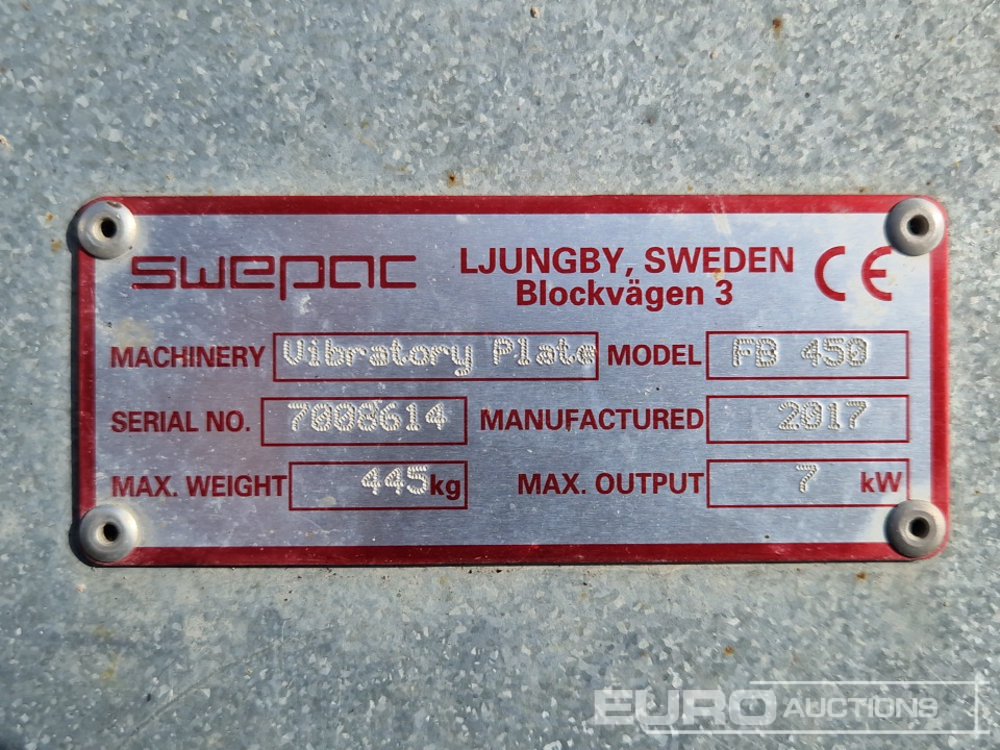 swepac
LJUNGBY, SWEDEN
Blockvägen 3
CE
MACHINERY Vibratory Plate MODEL FB 450
SERIAL NO. 7008614 MANUFACTURED 2017
MAX. WEIGHT 445kg MAX. OUTPUT 7 kW
EURO AUCTIONS